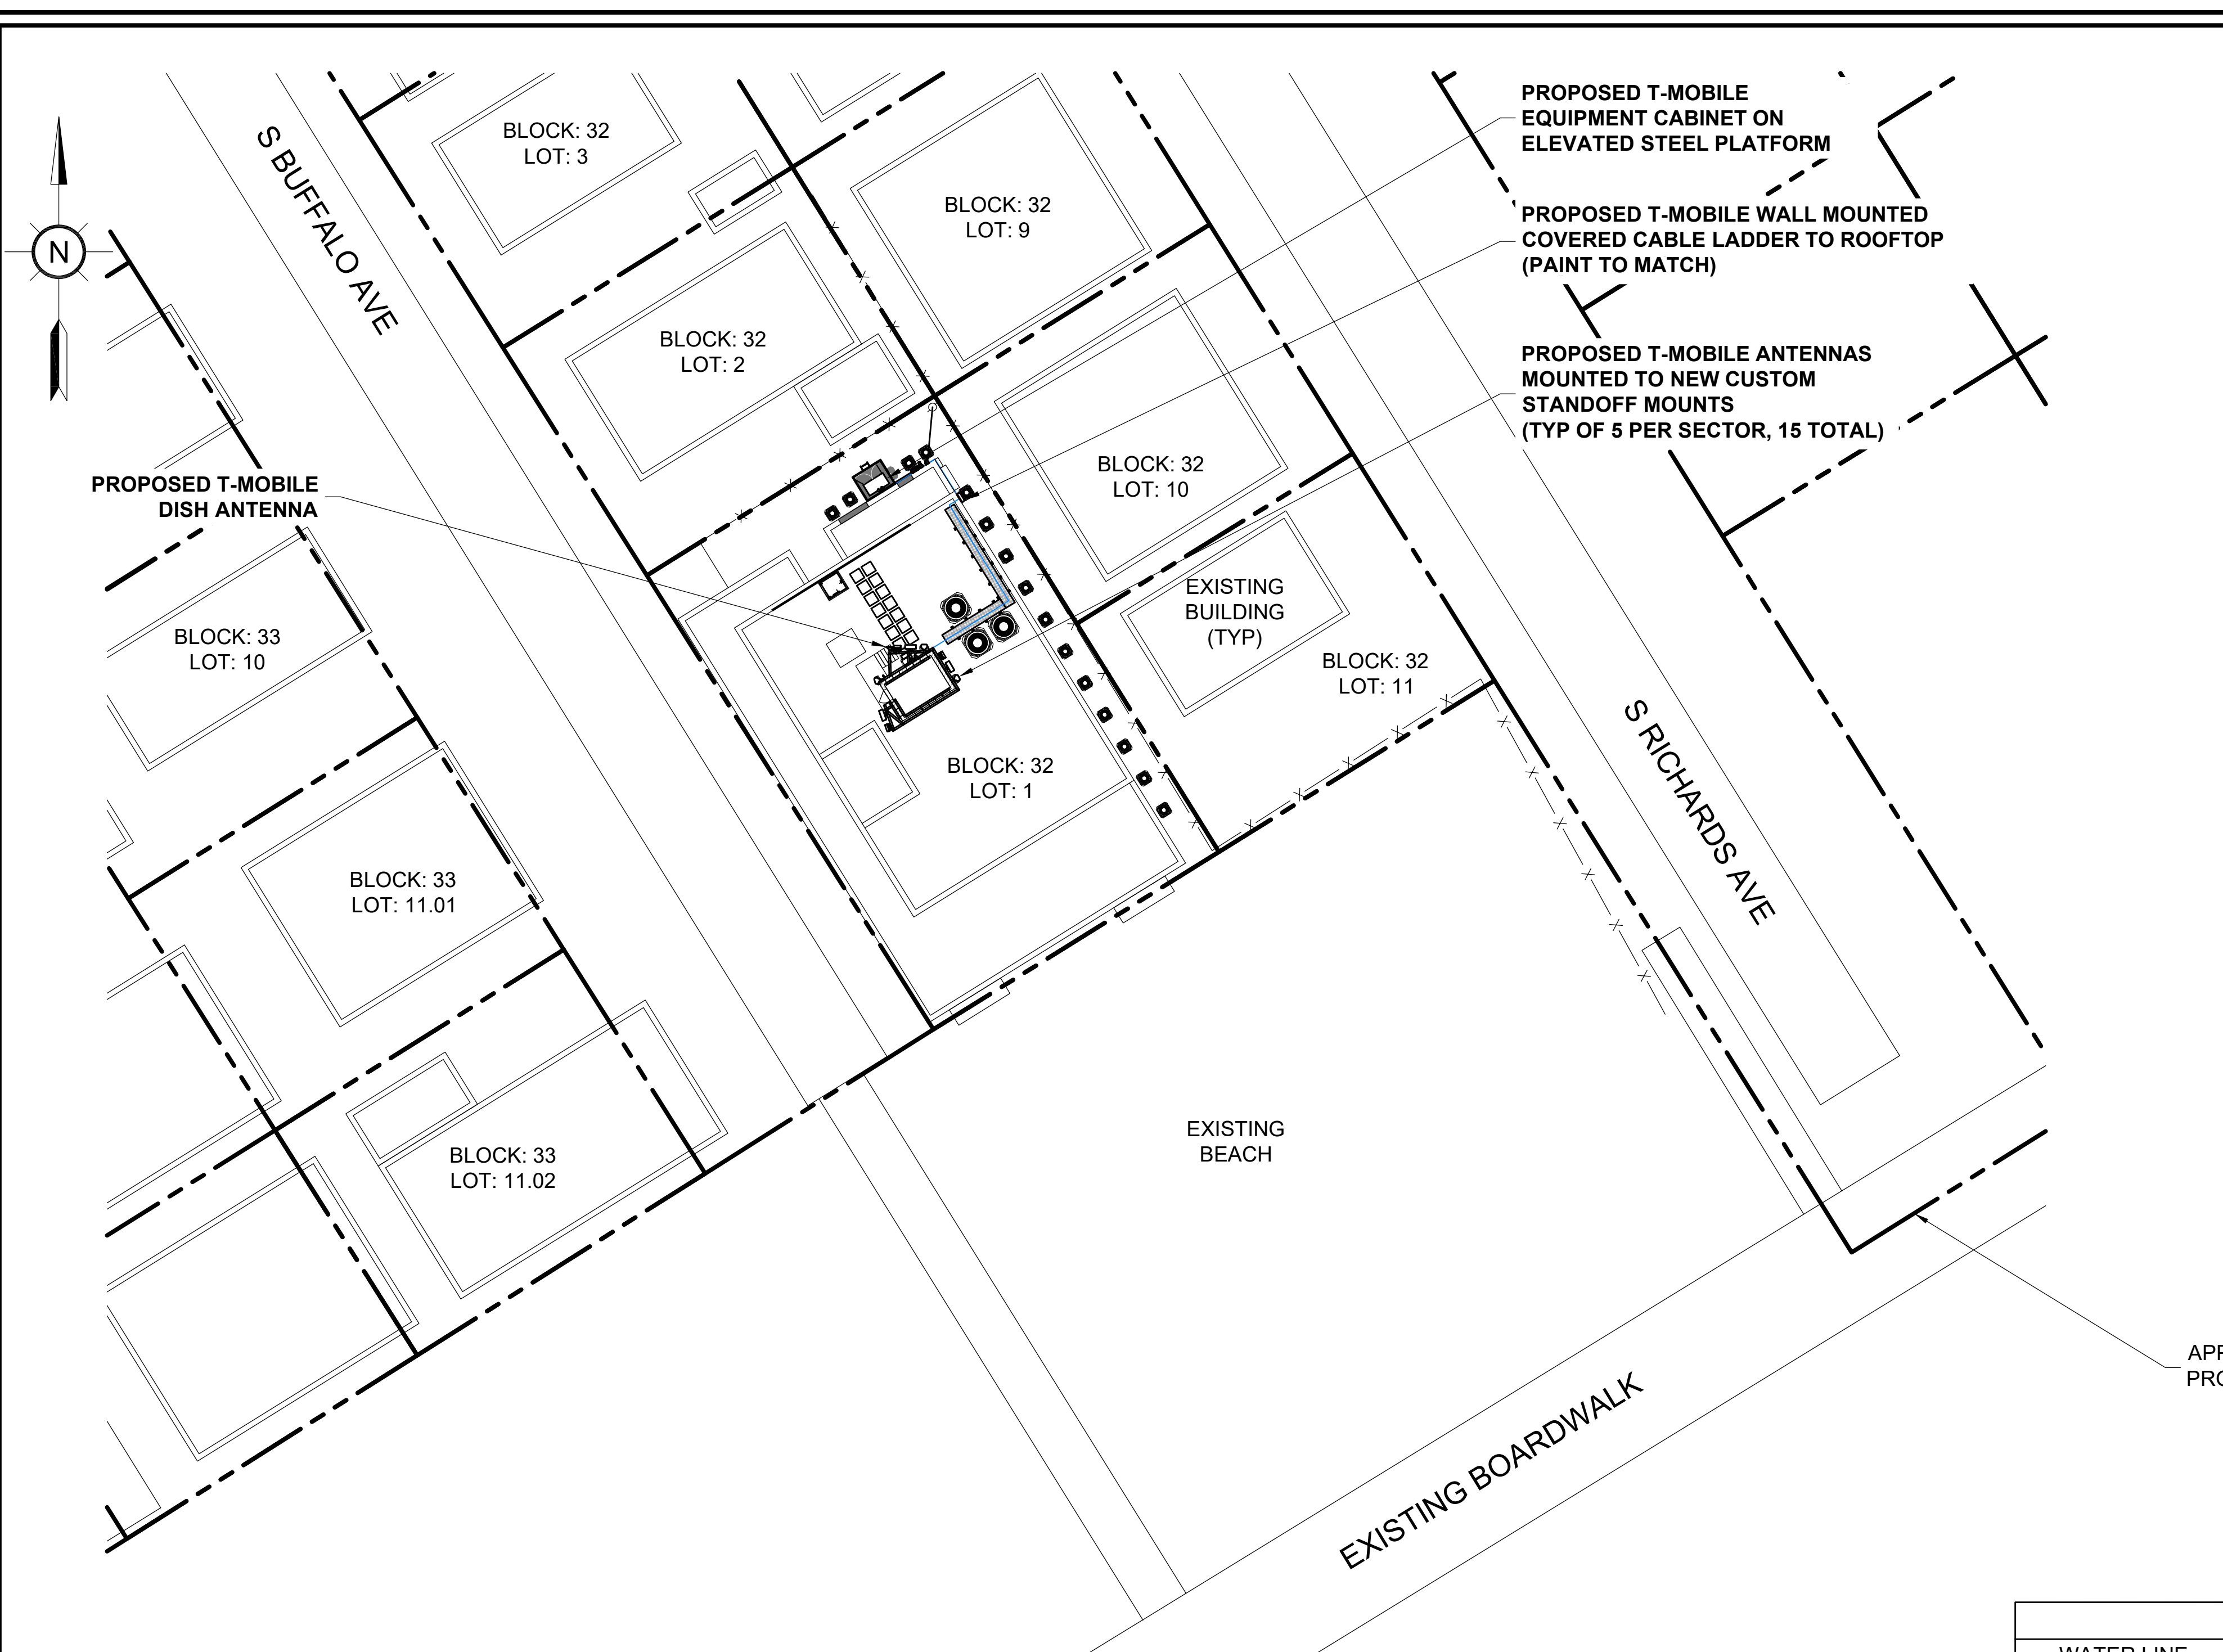 PROPOSED T-MOBILE
EQUIPMENT CABINET ON
ELEVATED STEEL PLATFORM
PROPOSED T-MOBILE WALL MOUNTED
COVERED CABLE LADDER TO ROOFTOP
(PAINT TO MATCH)
PROPOSED T-MOBILE ANTENNAS
MOUNTED TO NEW CUSTOM
STANDOFF MOUNTS
(TYP OF 5 PER SECTOR, 15 TOTAL)
S BUFFALO AVE
BLOCK: 32
LOT: 3
BLOCK: 32
LOT: 9
N
BLOCK: 32
LOT: 2
BLOCK: 32
LOT: 10
PROPOSED T-MOBILE
DISH ANTENNA
EXISTING
BUILDING
(TYP)
BLOCK: 33
LOT: 10
BLOCK: 32
LOT: 11
BLOCK: 32
LOT: 1
S RICHARDS AVE
BLOCK: 33
LOT: 11.01
EXISTING
BEACH
BLOCK: 33
LOT: 11.02
EXISTING BOARDWALK
WATER LINE